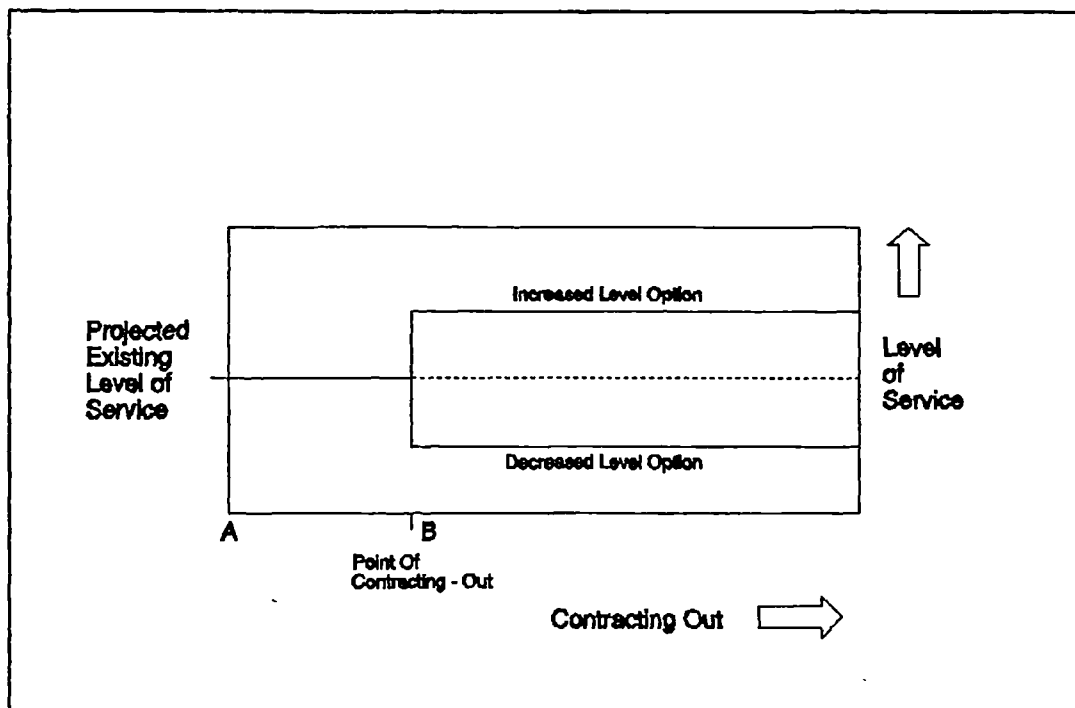 Increased Level Option
Projected
Existing
Level of
Service
Level
of
Service
Decreased Level Option
A
B
Point Of
Contracting - Out
Contracting Out